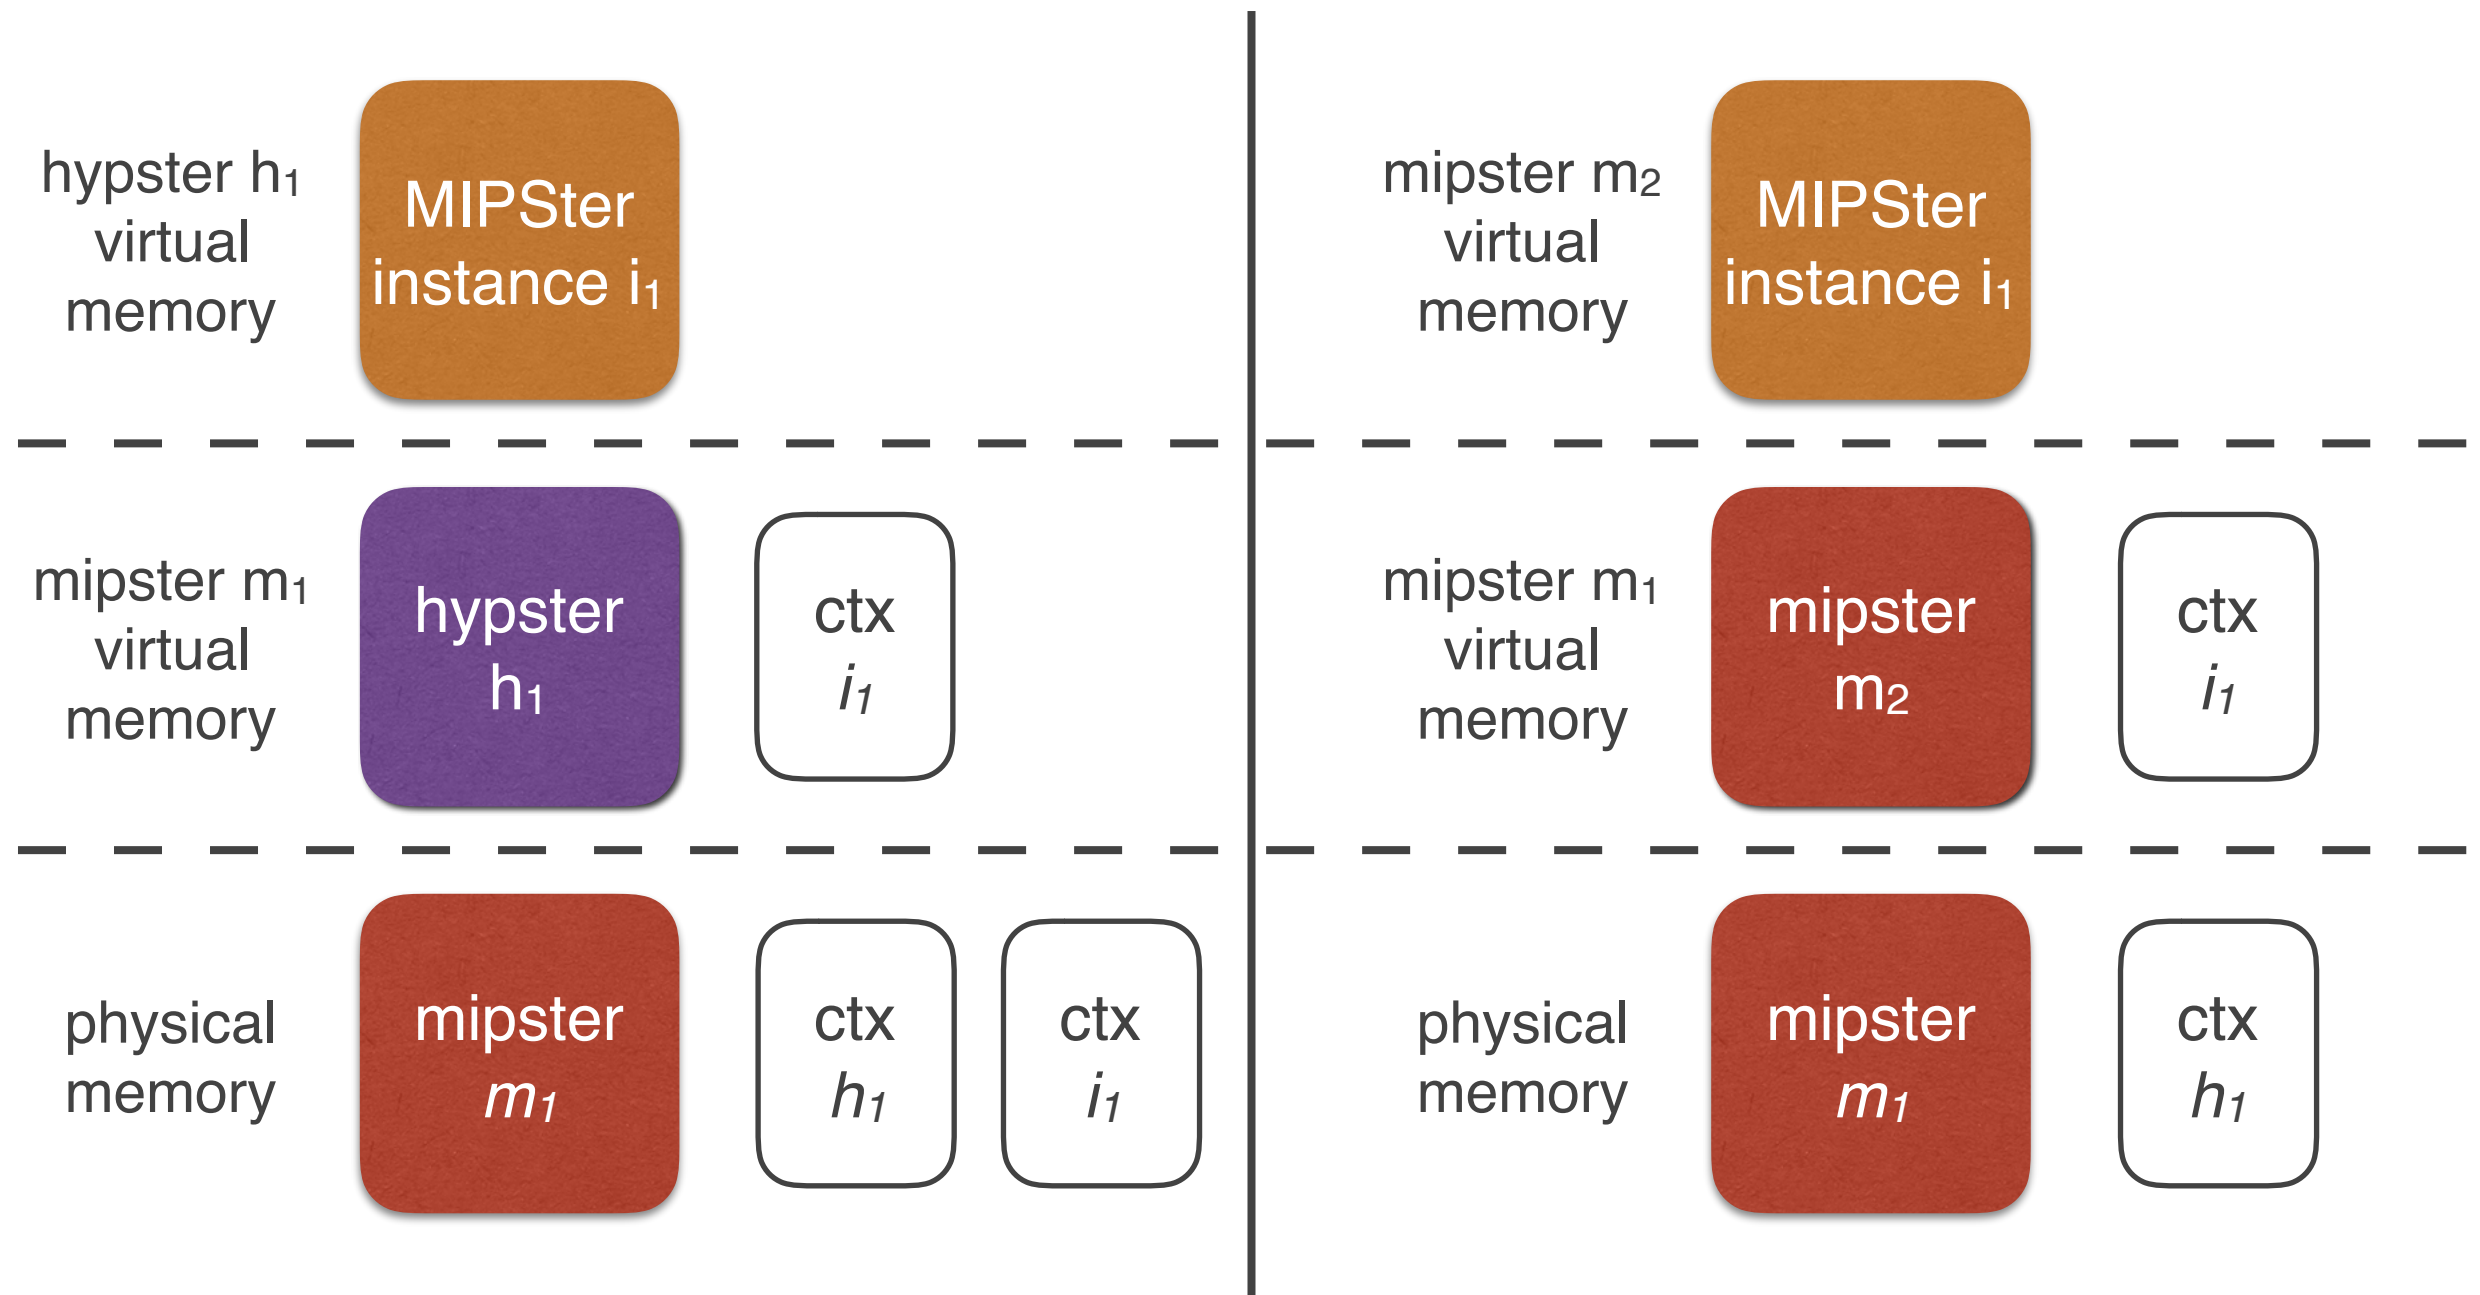 hypster h₁
virtual
memory
MIPSter
instance i₁
mipster m₂
virtual
memory
MIPSter
instance i₁
mipster m₁
virtual
memory
hypster
h₁
ctx
i₁
mipster m₁
virtual
memory
mipster
m₂
ctx
i₁
physical
memory
mipster
m₁
ctx
h₁
ctx
i₁
physical
memory
mipster
m₁
ctx
h₁